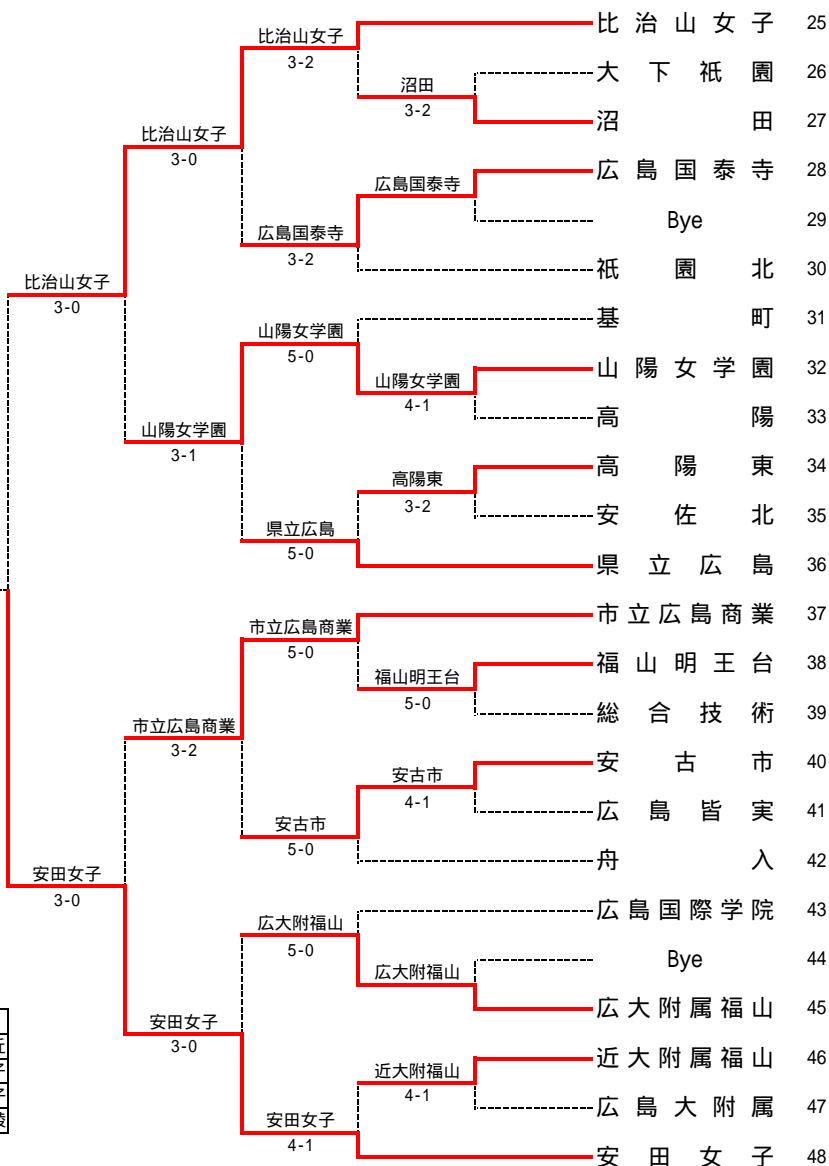 比治山女子 25
比治山女子
3-2
大下祇園 26
沼田
3-2
沼田 27
比治山女子
3-0
広島国泰寺 28
広島国泰寺
Bye 29
広島国泰寺
3-2
祇園北 30
比治山女子
3-0
基町 31
山陽女学園
5-0
山陽女学園 32
山陽女学園
4-1
高陽 33
山陽女学園
3-1
高陽東 34
高陽東
3-2
安佐北 35
県立広島
5-0
県立広島 36
市立広島商業 37
市立広島商業
5-0
福山明王台 38
福山明王台
5-0
総合技術 39
市立広島商業
3-2
安古市 40
安古市
4-1
広島皆実 41
安古市
5-0
舟入 42
安田女子
3-0
広島国際学院 43
広大附福山
5-0
Bye 44
広大附福山
広大附属福山 45
安田女子
3-0
近大附属福山 46
近大附福山
4-1
広島大附属 47
安田女子
4-1
安田女子 48